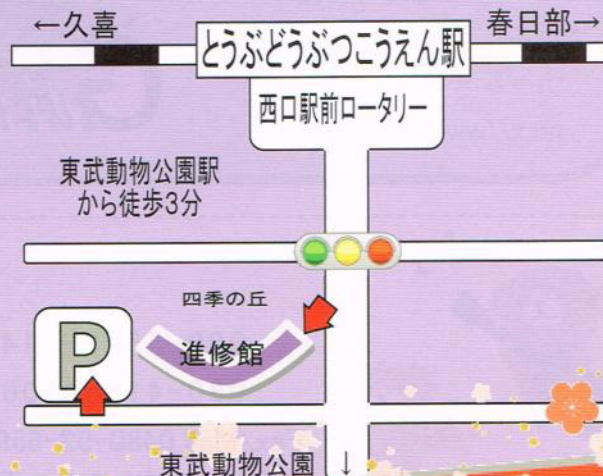 ←久喜
春日部→
とうぶどうぶつこうえん駅
西口駅前ロータリー
東武動物公園駅
から徒歩3分
四季の丘
進修館
P
東武動物公園 ↓